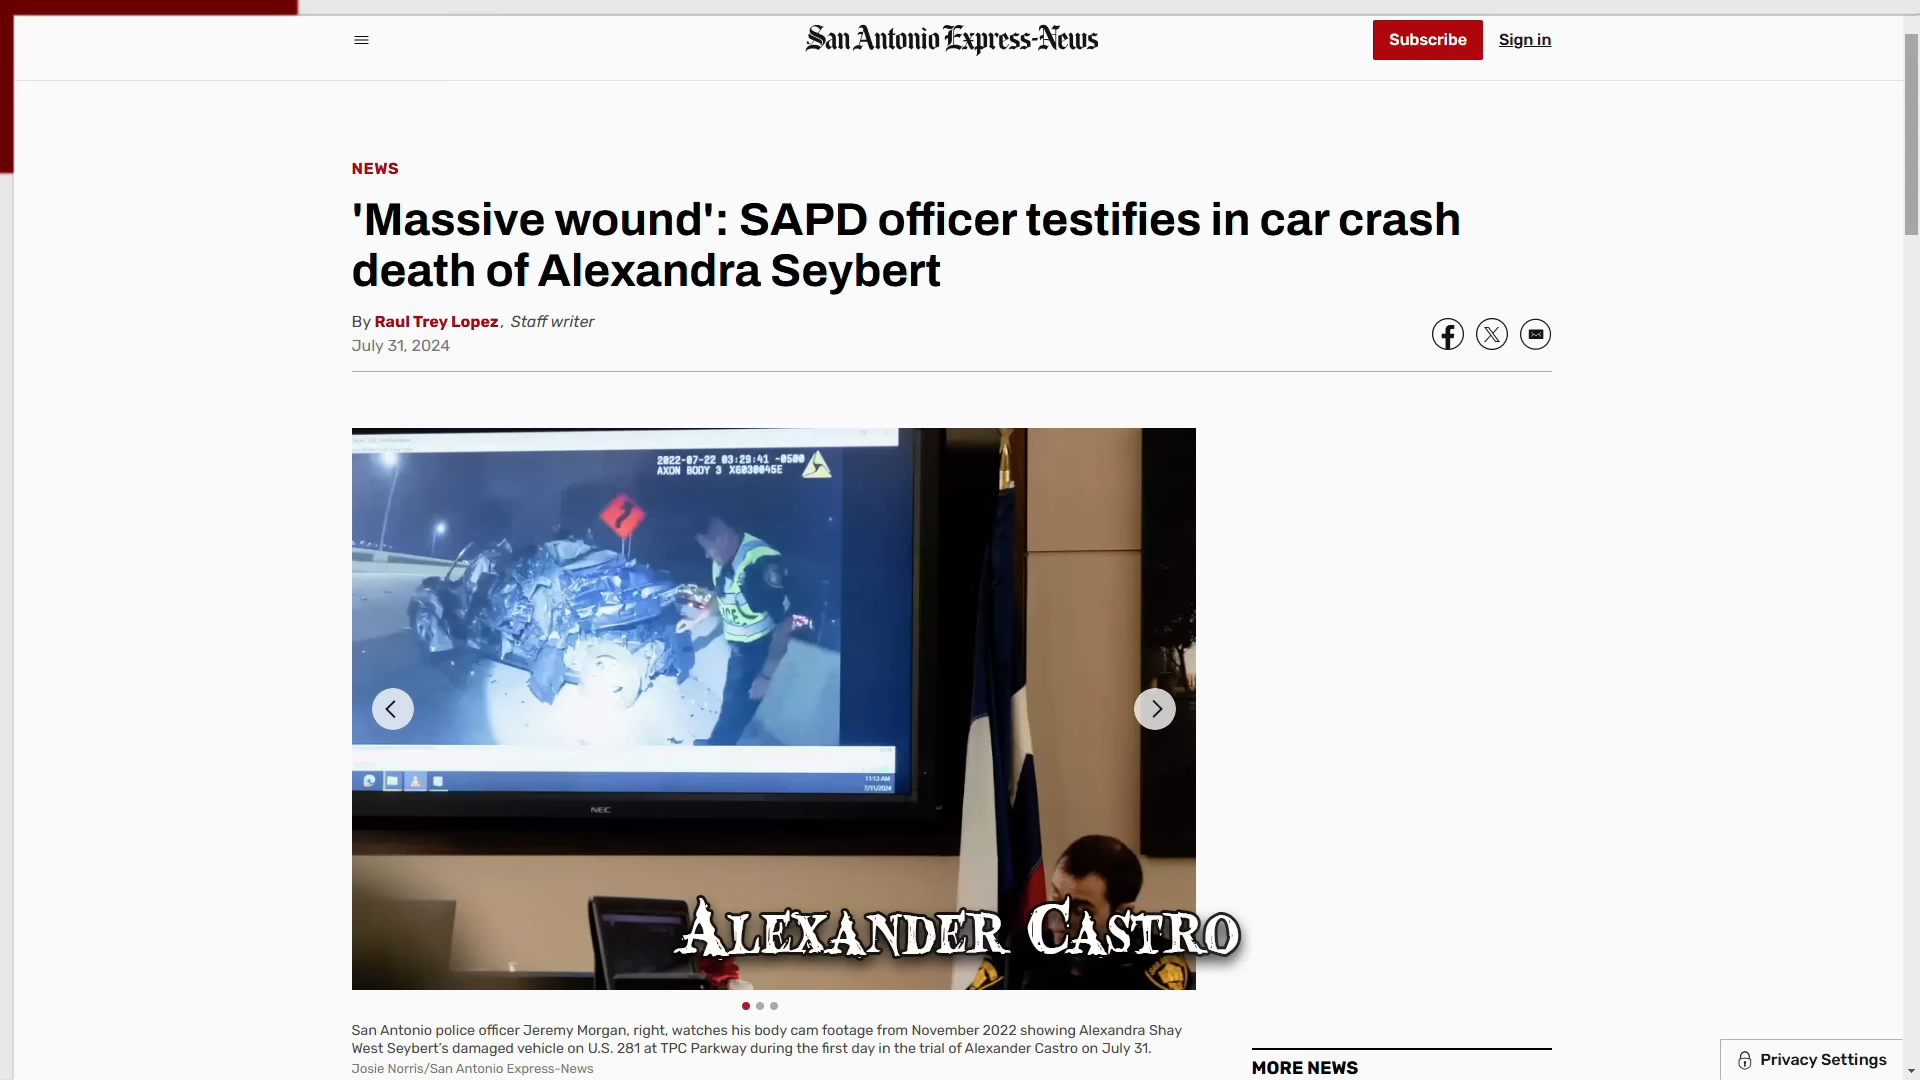 San Antonio Express-News
Subscribe
Sign in
NEWS
'Massive wound': SAPD officer testifies in car crash
death of Alexandra Seybert
By Raul Trey Lopez, Staff writer
July 31, 2024
2022-07-22 03:29:41 -0500
AXON BODY 3 X6030045E
11:13 AM
7/31/2024
NEC
ALEXANDER CASTRO
San Antonio police officer Jeremy Morgan, right, watches his body cam footage from November 2022 showing Alexandra Shay
West Seybert's damaged vehicle on U.S. 281 at TPC Parkway during the first day in the trial of Alexander Castro on July 31.
Josie Norris/San Antonio Express-News
MORE NEWS
Privacy Settings